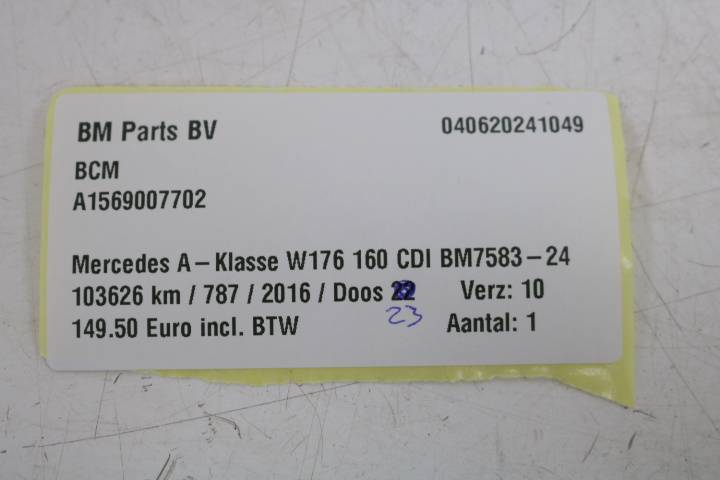 BM Parts BV 040620241049
BCM
A1569007702
Mercedes A-Klasse W176 160 CDI BM7583-24
103626 km / 787 / 2016 / Doos 22 Verz: 10
23
149.50 Euro incl. BTW Aantal: 1